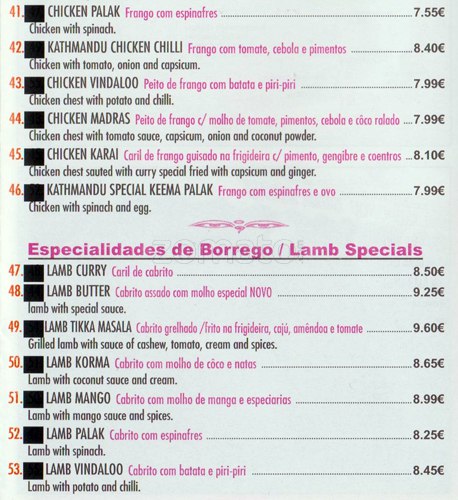 41. CHICKEN PALAK Frango com espinafres 7.55€
Chicken with spinach.
42. KATHMANDU CHICKEN CHILLI Frango com tomate, cebola e pimentos 8.40€
Chicken with tomato, onion and capsicum.
43. CHICKEN VINDALOO Peito de frango com batata e piri-piri 7.99€
Chicken chest with potato and chilli.
44. CHICKEN MADRAS Peito de frango c/ molho de tomate, pimentos, cebola e côco ralado 7.99€
Chicken chest with tomato sauce, capsicum, onion and coconut powder.
45. CHICKEN KARAI Caril de frango guisado na frigideira c/ pimento, gengibre e coentros 8.10€
Chicken chest sauted with curry special fried with capsicum and ginger.
46. KATHMANDU SPECIAL KEEMA PALAK Frango com espinafres e ovo 7.99€
Chicken with spinach and egg.
Especialidades de Borrego / Lamb Specials
47. LAMB CURRY Caril de cabrito 8.50€
48. LAMB BUTTER Cabrito assado com molho especial NOVO 9.25€
lamb with special sauce.
49. LAMB TIKKA MASALA Cabrito grelhado /frito na frigideira, cajú, amêndoa e tomate 9.60€
Grilled lamb with sauce of cashew, tomato, cream and spices.
50. LAMB KORMA Cabrito com molho de côco e natas 8.65€
Lamb with coconut sauce and cream.
51. LAMB MANGO Cabrito com molho de manga e especiarias 8.99€
Lamb with mango sauce and spices.
52. LAMB PALAK Cabrito com espinafres 8.25€
Lamb with spinach.
53. LAMB VINDALOO Cabrito com batata e piri-piri 8.45€
Lamb with potato and chilli.